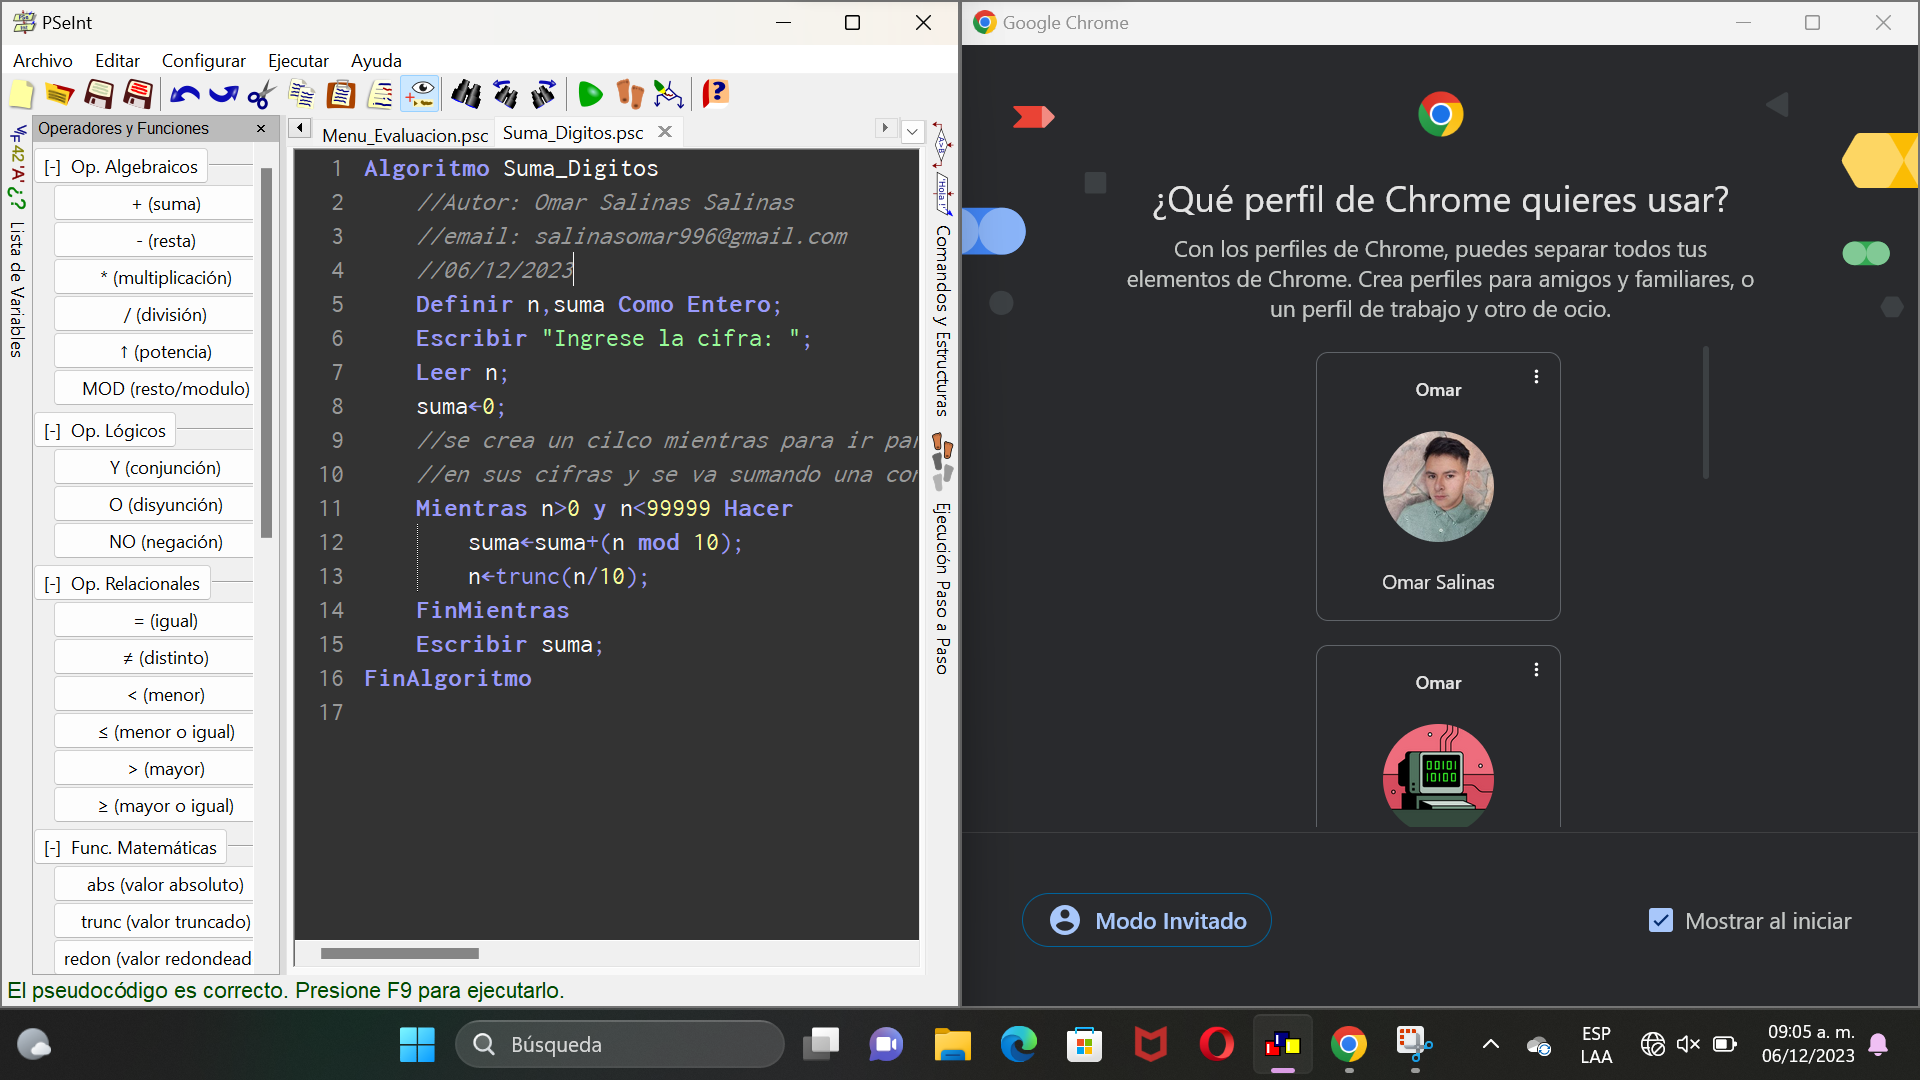 PSeInt
Archivo Editar Configurar Ejecutar Ayuda
Operadores y Funciones
[-] Op. Algebraicos
+ (suma)
- (resta)
* (multiplicación)
/ (división)
↑ (potencia)
MOD (resto/modulo)
[-] Op. Lógicos
Y (conjunción)
O (disyunción)
NO (negación)
[-] Op. Relacionales
= (igual)
≠ (distinto)
< (menor)
≤ (menor o igual)
> (mayor)
≥ (mayor o igual)
[-] Func. Matemáticas
abs (valor absoluto)
trunc (valor truncado)
redon (valor redondead
Lista de Variables
Menu_Evaluacion.psc Suma_Digitos.psc
1 Algoritmo Suma_Digitos
2 //Autor: Omar Salinas Salinas
3 //email: salinasomar996@gmail.com
4 //06/12/2023
5 Definir n,suma Como Entero;
6 Escribir "Ingrese la cifra: ";
7 Leer n;
8 suma←0;
9 //se crea un cilco mientras para ir par
10 //en sus cifras y se va sumando una con
11 Mientras n>0 y n<99999 Hacer
12 suma←suma+(n mod 10);
13 n←trunc(n/10);
14 FinMientras
15 Escribir suma;
16 FinAlgoritmo
17
Comandos y Estructuras
Ejecución Paso a Paso
El pseudocódigo es correcto. Presione F9 para ejecutarlo.
Google Chrome
¿Qué perfil de Chrome quieres usar?
Con los perfiles de Chrome, puedes separar todos tus
elementos de Chrome. Crea perfiles para amigos y familiares, o
un perfil de trabajo y otro de ocio.
Omar
Omar Salinas
Omar
Modo Invitado
Mostrar al iniciar
Búsqueda
ESP
LAA
09:05 a. m.
06/12/2023